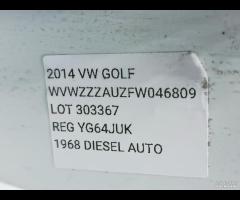 2014 VW GOLF
WVWZZZAUZFW046809
LOT 303367
REG YG64JUK
1968 DIESEL AUTO